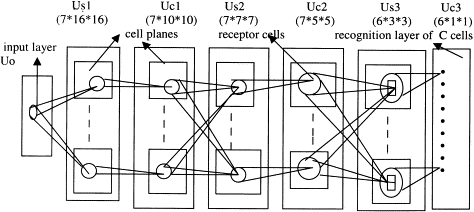 Us1 Uc1 Us2 Uc2 Us3 Uc3
(7*16*16) (7*10*10) (7*7*7) (7*5*5) (6*3*3) (6*1*1)
input layer cell planes receptor cells recognition layer of C cells
Uo